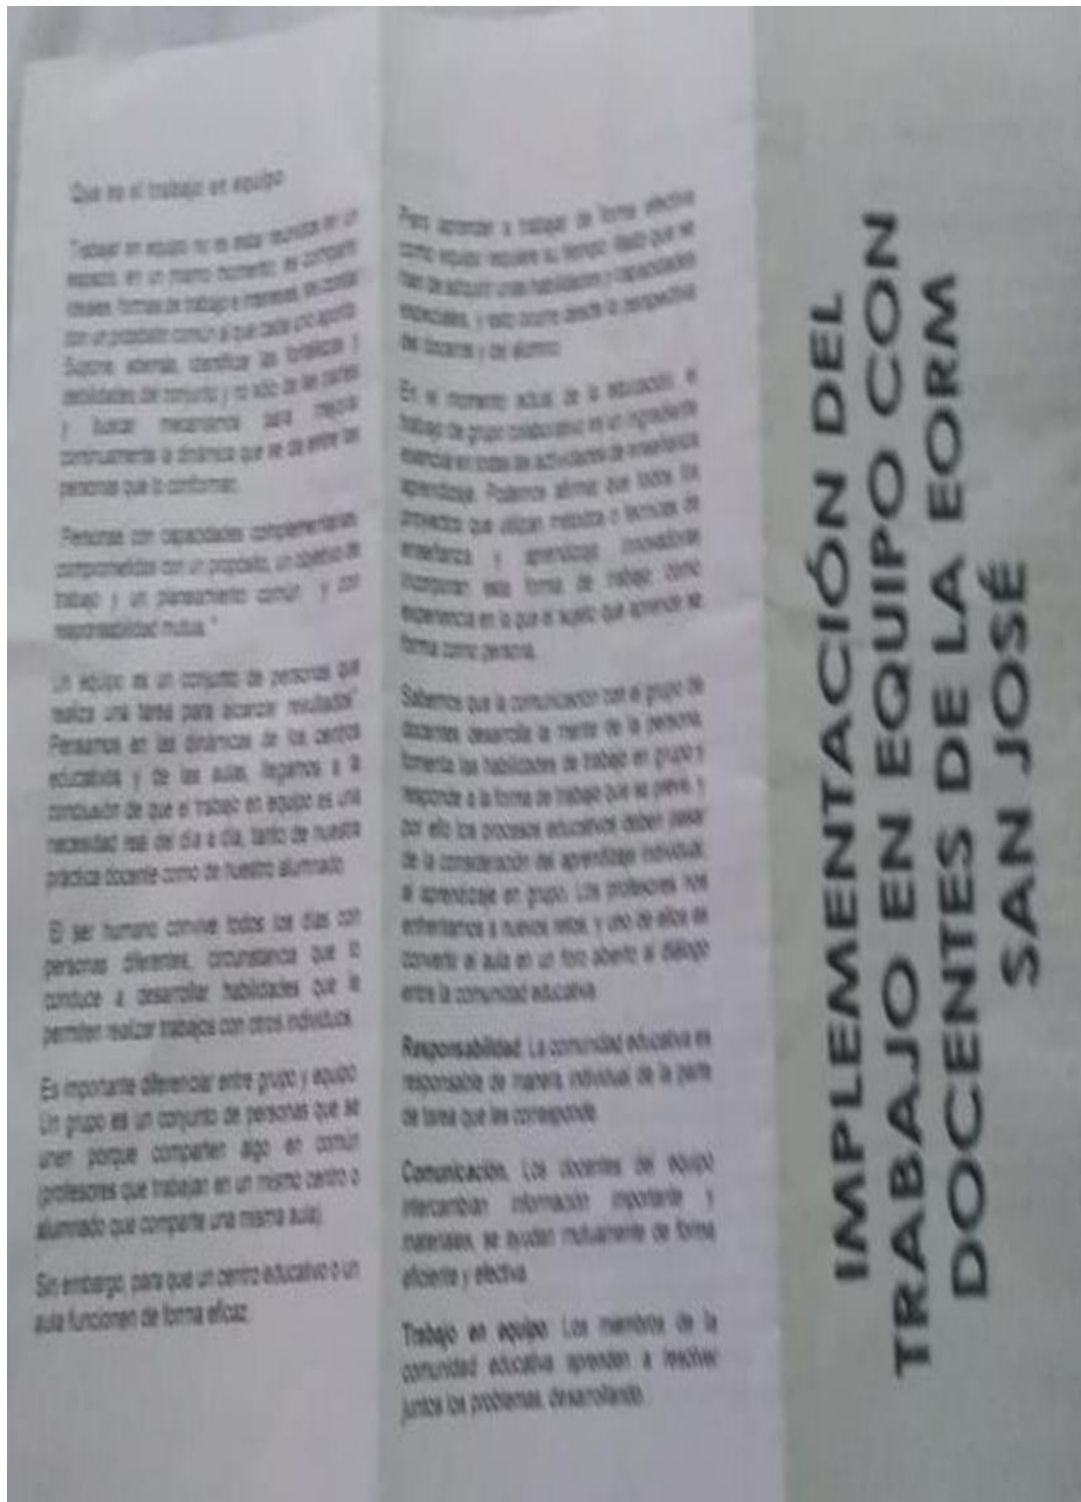 Que es el trabajo en equipo
Trabajar en equipo no es estar reunidos en un
espacio, en un mismo momento, es compartir
ideales, formas de trabajo e intereses,
con un propósito común al que cada uno aporta.
Supone además, identificar las fortalezas y
debilidades del conjunto y no sólo de las partes
y buscar mecanismos para mejorar
continuamente la dinámica que se da entre las
personas que lo conforman.
Personas con capacidades complementarias,
comprometidas con un propósito, un objetivo de
trabajo y un planeamiento común y con
responsabilidad mutua."
Un equipo es un conjunto de personas que
realiza una tarea para alcanzar resultados".
Pensamos en las dinámicas de los centros
educativos y de las aulas, llegamos a la
conclusión de que el trabajo en equipo es una
necesidad real del día a día, tanto de nuestra
práctica docente como de nuestro alumnado.
El ser humano convive todos los días con
personas diferentes, circunstancia que lo
conduce a desarrollar habilidades que le
permiten realizar trabajos con otros individuos.
Es importante diferenciar entre grupo y equipo.
Un grupo es un conjunto de personas que se
unen porque comparten algo en común
(profesores que trabajan en un mismo centro o
alumnado que comparte una misma aula).
Sin embargo, para que un centro educativo o un
aula funcionen de forma eficaz,
Pero aprender a trabajar de forma efectiva
como equipo requiere su tiempo, dado que se
han de adquirir unas habilidades y capacidades
especiales, y esto ocurre desde la perspectiva
del docente y del alumno.
En el momento actual de la educación, el
trabajo de grupo colaborativo es un ingrediente
esencial en todas las actividades de enseñanza
aprendizaje. Podemos afirmar que todos los
proyectos que utilizan métodos o técnicas de
enseñanza y aprendizaje innovadoras
incorporan esta forma de trabajo como
experiencia en la que el sujeto que aprende se
forma como persona.
Sabemos que la comunicación con el grupo de
docentes desarrolla la mente de la persona,
fomenta las habilidades de trabajo en grupo y
responde a la forma de trabajo que se prevé, y
por ello los procesos educativos deben pasar
de la consideración del aprendizaje individual,
al aprendizaje en grupo. Los profesores nos
enfrentamos a nuevos retos, y uno de ellos es
convertir el aula en un foro abierto al diálogo
entre la comunidad educativa.
Responsabilidad. La comunidad educativa es
responsable de manera individual de la parte
de tarea que les corresponde.
Comunicación. Los docentes del equipo
intercambian información importante y
materiales, se ayudan mutuamente de forma
eficiente y efectiva.
Trabajo en equipo. Los miembros de la
comunidad educativa aprenden a resolver
juntos los problemas, desarrollando
IMPLEMENTACIÓN DEL
TRABAJO EN EQUIPO CON
DOCENTES DE LA EORM
SAN JOSÉ